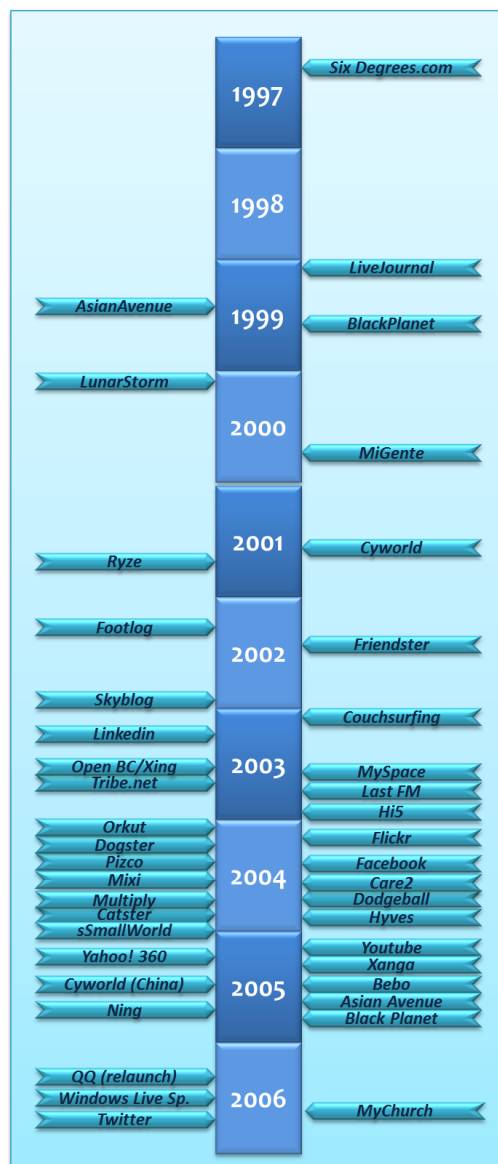 1997
Six Degrees.com
1998
LiveJournal
AsianAvenue
1999
BlackPlanet
LunarStorm
2000
MiGente
2001
Cyworld
Ryze
Footlog
2002
Friendster
Skyblog
Couchsurfing
Linkedin
2003
Open BC/Xing
MySpace
Tribe.net
Last FM
Hi5
Orkut
Flickr
Dogster
Pizco
Facebook
Mixi
Care2
2004
Multiply
Dodgeball
Catster
Hyves
sSmallWorld
Youtube
Yahoo! 360
Xanga
Cyworld (China)
Bebo
2005
Asian Avenue
Ning
Black Planet
QQ (relaunch)
Windows Live Sp.
2006
MyChurch
Twitter